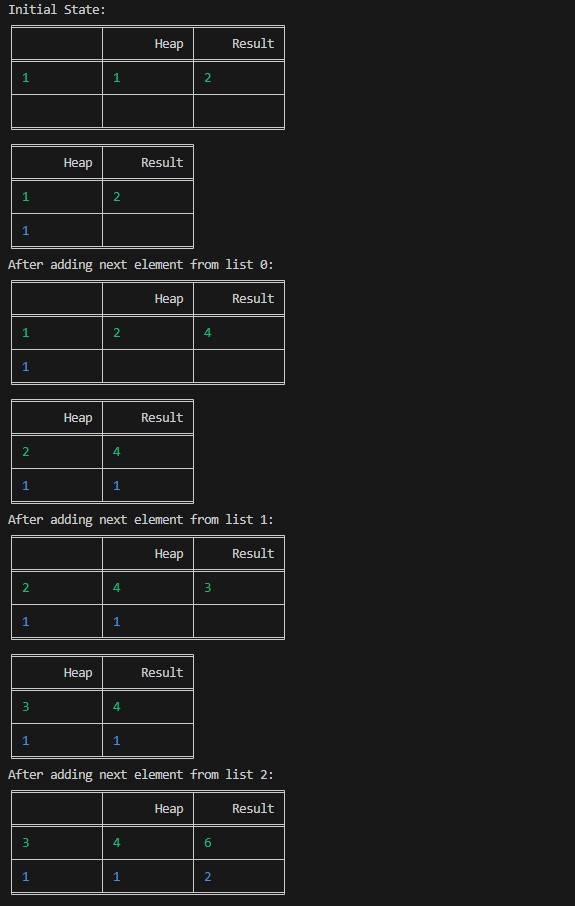 Initial State:
Heap Result
1 1 2
Heap Result
1 2
1
After adding next element from list 0:
Heap Result
1 2 4
1
Heap Result
2 4
1 1
After adding next element from list 1:
Heap Result
2 4 3
1 1
Heap Result
3 4
1 1
After adding next element from list 2:
Heap Result
3 4 6
1 1 2